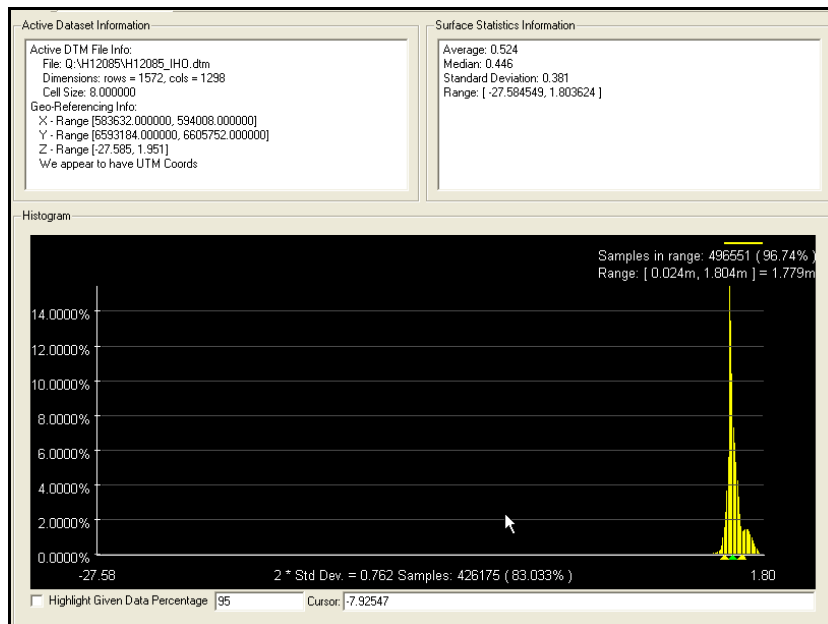 Active Dataset Information
Active DTM File Info:
File: Q:\H12085\H12085_IHO.dtm
Dimensions: rows = 1572, cols = 1298
Cell Size: 8.000000
Geo-Referencing Info:
X - Range [583632.000000, 594008.000000]
Y - Range [6593184.000000, 6605752.000000]
Z - Range [-27.585, 1.951]
We appear to have UTM Coords
Surface Statistics Information
Average: 0.524
Median: 0.446
Standard Deviation: 0.381
Range: [ -27.584549, 1.803624 ]
Histogram
Samples in range: 496551 ( 96.74% )
Range: [ 0.024m, 1.804m ] = 1.779m
14.0000%
12.0000%
10.0000%
8.0000%
6.0000%
4.0000%
2.0000%
0.0000%
-27.58
2 * Std Dev. = 0.762 Samples: 426175 ( 83.033% )
1.80
Highlight Given Data Percentage 95 Cursor: -7.92547